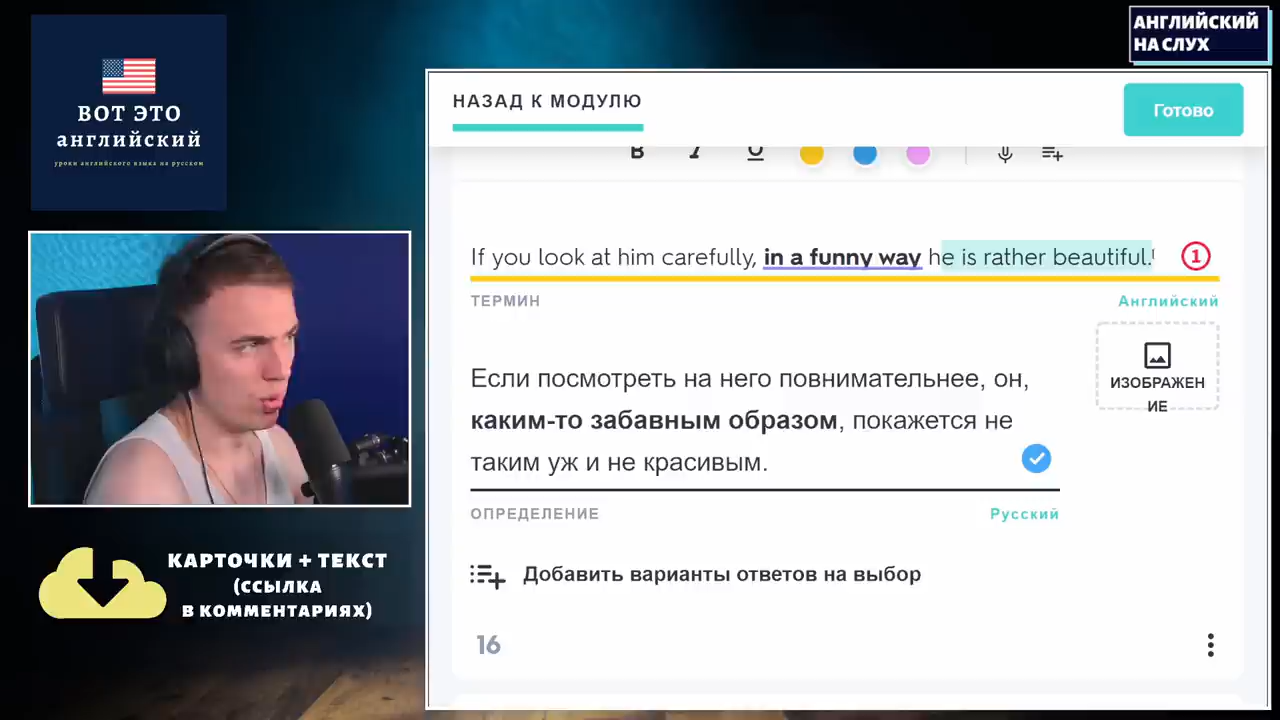 ВОТ ЭТО
английский
уроки английского языка на русском
АНГЛИЙСКИЙ
НА СЛУХ
НАЗАД К МОДУЛЮ
Готово
B I U
If you look at him carefully, in a funny way he is rather beautiful.
1
ТЕРМИН
Английский
ИЗОБРАЖЕН
ИЕ
Если посмотреть на него повнимательнее, он,
каким-то забавным образом, покажется не
таким уж и не красивым.
ОПРЕДЕЛЕНИЕ
Русский
Добавить варианты ответов на выбор
16
КАРТОЧКИ + ТЕКСТ
(ССЫЛКА
В КОММЕНТАРИЯХ)